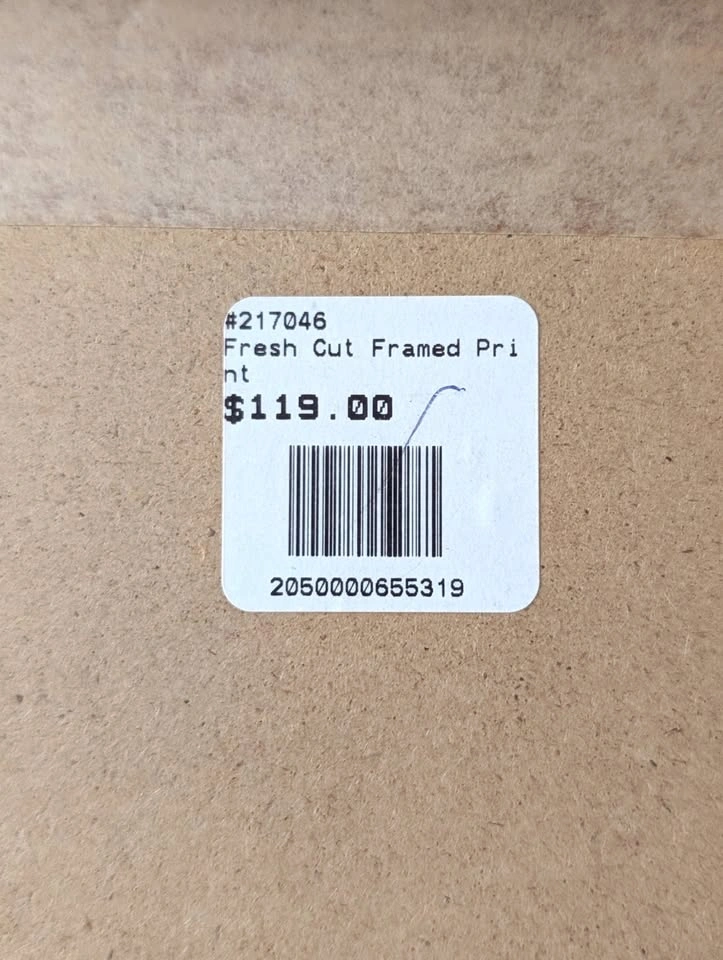 #217046
Fresh Cut Framed Pri
nt
$119.00
2050000655319